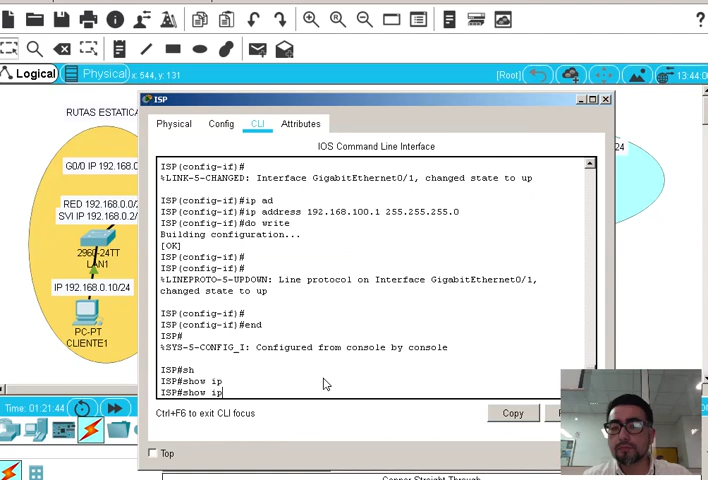 ?
Logical
Physical x: 544, y: 131
[Root]
13:44:0
RUTAS ESTATICA
G0/0 IP 192.168.0
RED 192.168.0.0/
SVI IP 192.168.0.2/
2960-24TT
LAN1
IP 192.168.0.10/24
PC-PT
CLIENTE1
24
ISP
Physical Config CLI Attributes
IOS Command Line Interface
ISP(config-if)#
%LINK-5-CHANGED: Interface GigabitEthernet0/1, changed state to up
ISP(config-if)#ip ad
ISP(config-if)#ip address 192.168.100.1 255.255.255.0
ISP(config-if)#do write
Building configuration...
[OK]
ISP(config-if)#
ISP(config-if)#
%LINEPROTO-5-UPDOWN: Line protocol on Interface GigabitEthernet0/1,
changed state to up
ISP(config-if)#
ISP(config-if)#end
ISP#
%SYS-5-CONFIG_I: Configured from console by console
ISP#sh
ISP#show ip
ISP#show ip
Ctrl+F6 to exit CLI focus
Copy
Top
Time: 01:21:44
Copper Straight-Through